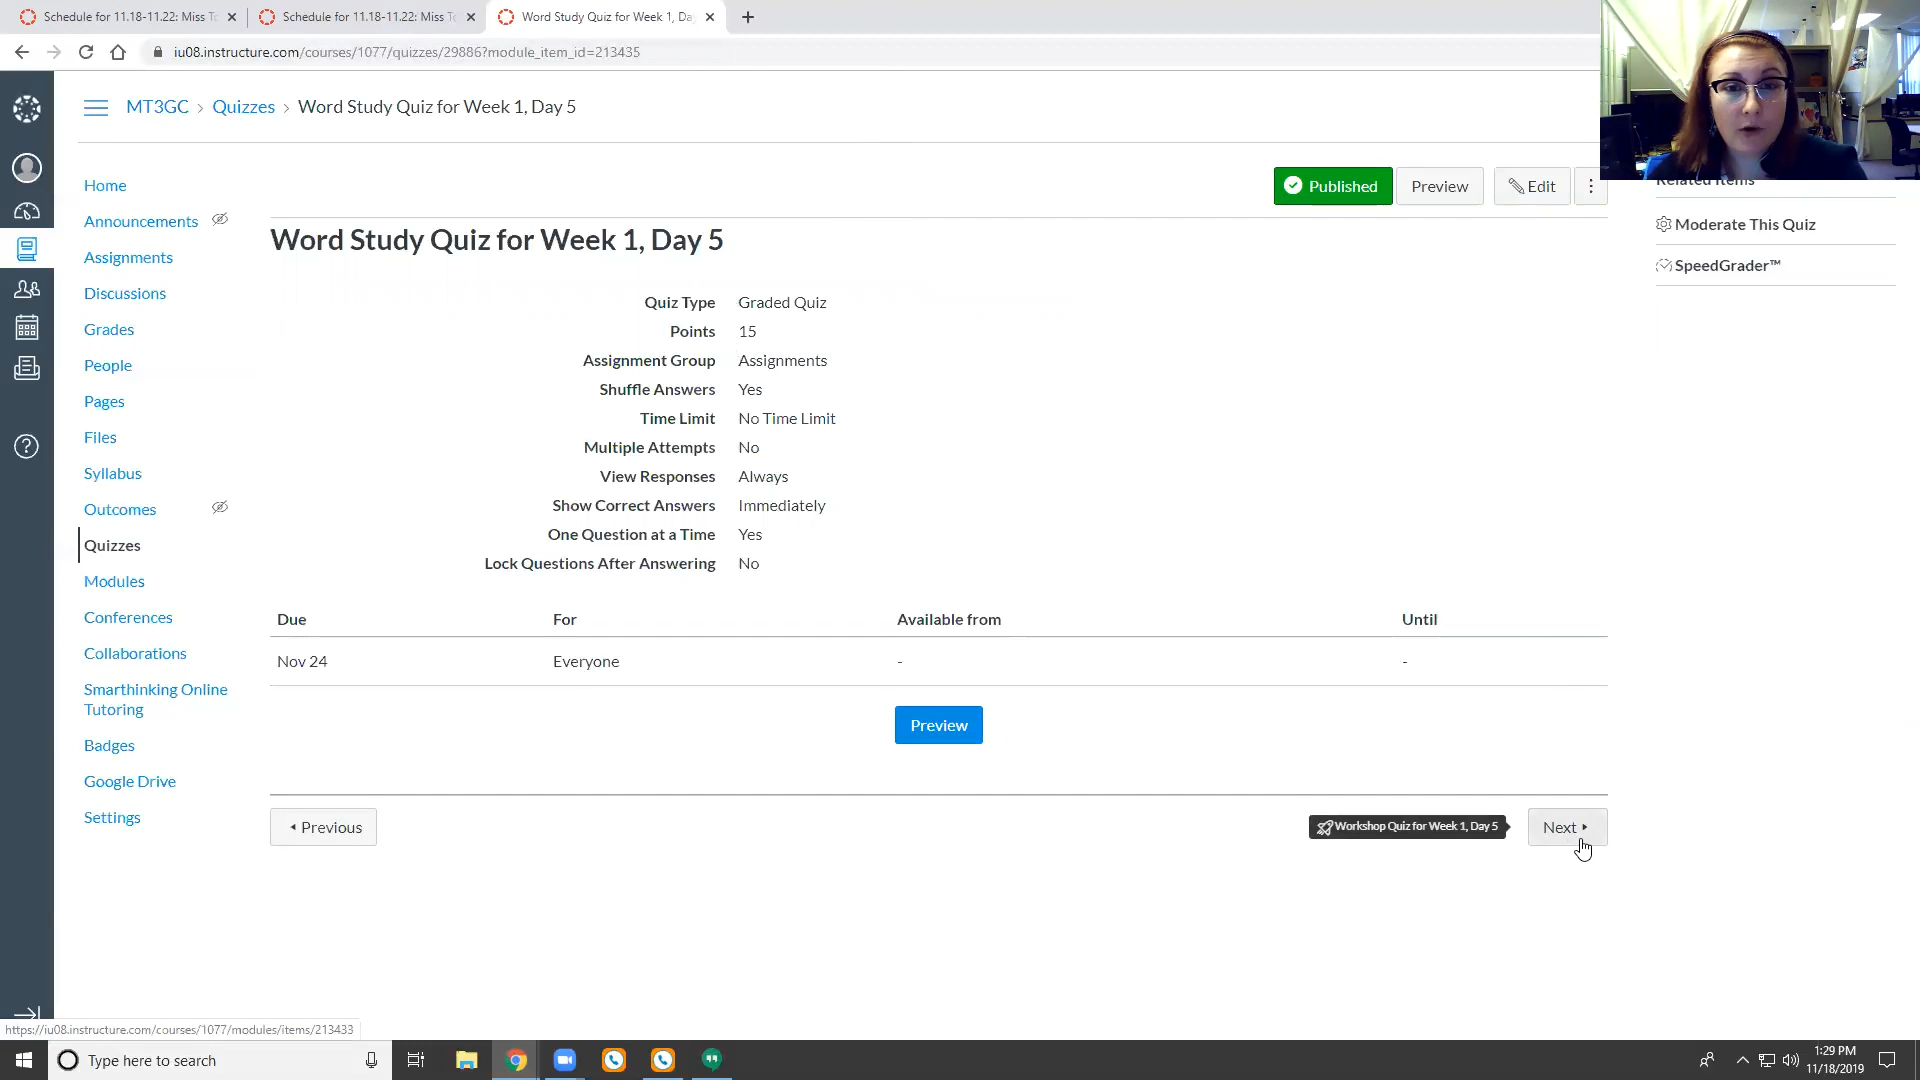 Schedule for 11.18-11.22: Miss T
Schedule for 11.18-11.22: Miss T
Word Study Quiz for Week 1, Da
iu08.instructure.com/courses/1077/quizzes/29886?module_item_id=213435
MT3GC > Quizzes > Word Study Quiz for Week 1, Day 5
Home
Announcements
Assignments
Discussions
Grades
People
Pages
Files
Syllabus
Outcomes
Quizzes
Modules
Conferences
Collaborations
Smarthinking Online
Tutoring
Badges
Google Drive
Settings
Published
Preview
Edit
Related Items
Moderate This Quiz
SpeedGrader™
Word Study Quiz for Week 1, Day 5
Quiz Type Graded Quiz
Points 15
Assignment Group Assignments
Shuffle Answers Yes
Time Limit No Time Limit
Multiple Attempts No
View Responses Always
Show Correct Answers Immediately
One Question at a Time Yes
Lock Questions After Answering No
Due For Available from Until
Nov 24 Everyone - -
Preview
Previous
Workshop Quiz for Week 1, Day 5
Next
https://iu08.instructure.com/courses/1077/modules/items/213433
Type here to search
1:29 PM
11/18/2019